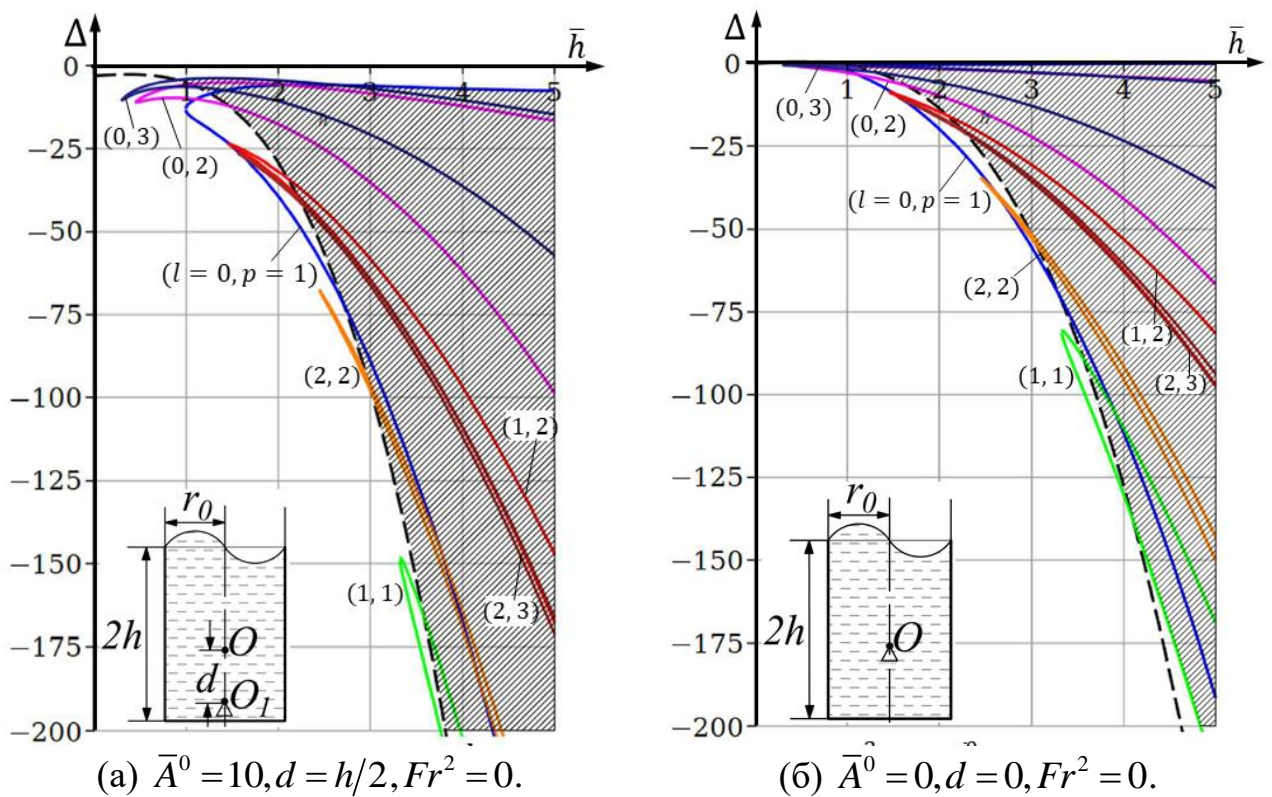 Δ
h̄
0
1
2
3
4
5
−25
−50
−75
−100
−125
−150
−175
−200
(0, 3)
(0, 2)
(l = 0, p = 1)
(2, 2)
(1, 2)
(1, 1)
(2, 3)
r₀
2h
O
d
O₁
(а) A̅⁰ = 10, d = h/2, Fr² = 0.
Δ
h̄
0
1
2
3
4
5
−25
−50
−75
−100
−125
−150
−175
−200
(0, 3)
(0, 2)
(l = 0, p = 1)
(2, 2)
(1, 2)
(1, 1)
(2, 3)
r₀
2h
O
(б) A̅⁰ = 0, d = 0, Fr² = 0.